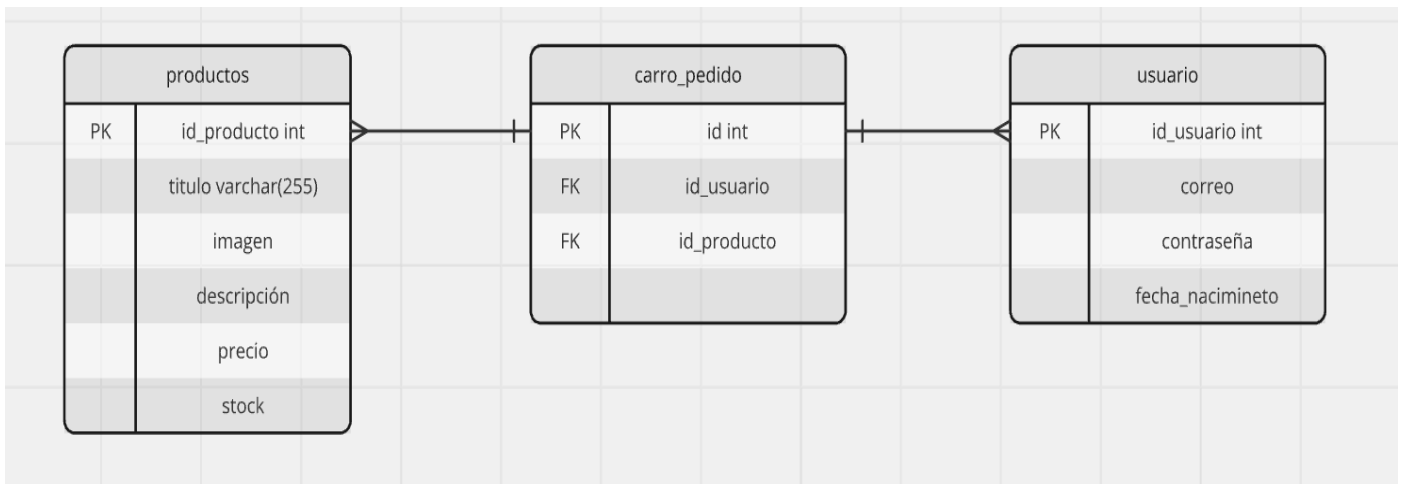 productos
PK id_producto int
titulo varchar(255)
imagen
descripción
precio
stock
carro_pedido
PK id int
FK id_usuario
FK id_producto
usuario
PK id_usuario int
correo
contraseña
fecha_nacimineto